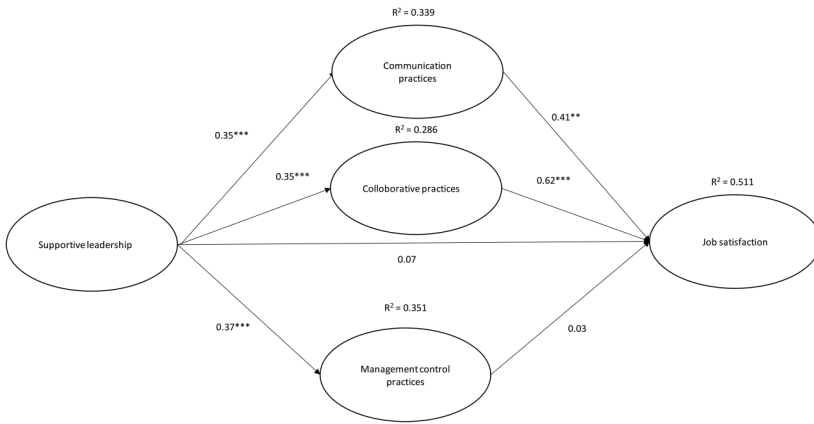 R² = 0.339
Communication
practices
0.35***
0.41**
R² = 0.286
0.35***
Colloborative practices
0.62***
R² = 0.511
Supportive leadership
Job satisfaction
0.07
R² = 0.351
0.37***
0.03
Management control
practices